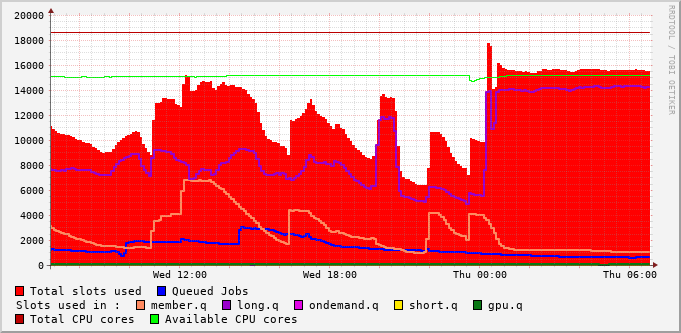 20000
18000
16000
14000
12000
10000
8000
6000
4000
2000
0
Wed 12:00 Wed 18:00 Thu 00:00 Thu 06:00
RRDTOOL / TOBI OETIKER
Total slots used Queued Jobs
Slots used in : member.q long.q ondemand.q short.q gpu.q
Total CPU cores Available CPU cores